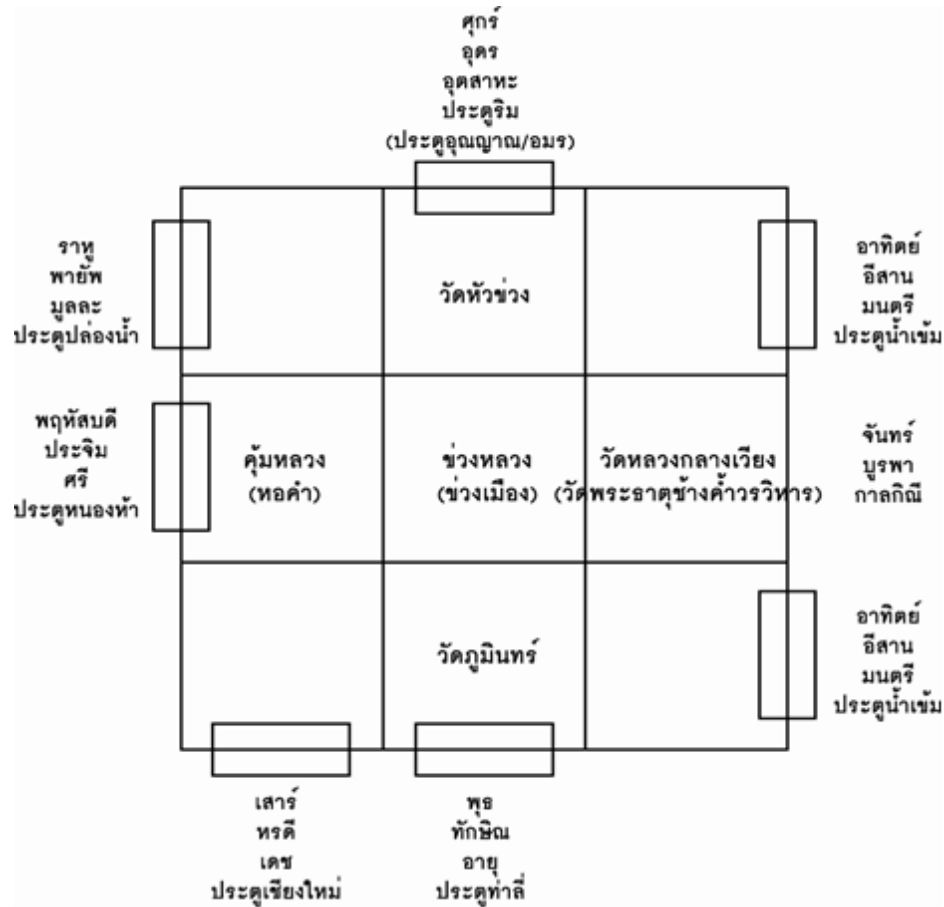 ศุกร์
อุดร
อุตสาหะ
ประตูริม
(ประตูอุณญาณ/อมร)
ราหู
พายัพ
มูลละ
ประตูปล่องน้ำ
วัดหัวข่วง
อาทิตย์
อีสาน
มนตรี
ประตูน้ำเข้ม
พฤหัสบดี
ประจิม
ศรี
ประตูหนองห้า
คุ้มหลวง
(หอคำ)
ข่วงหลวง
(ข่วงเมือง)
วัดหลวงกลางเวียง
(วัดพระธาตุช้างค้ำวรวิหาร)
จันทร์
บูรพา
กาลกิณี
วัดภูมินทร์
อาทิตย์
อีสาน
มนตรี
ประตูน้ำเข้ม
เสาร์
หรดี
เดช
ประตูเชียงใหม่
พุธ
ทักษิณ
อายุ
ประตูท่าลี่